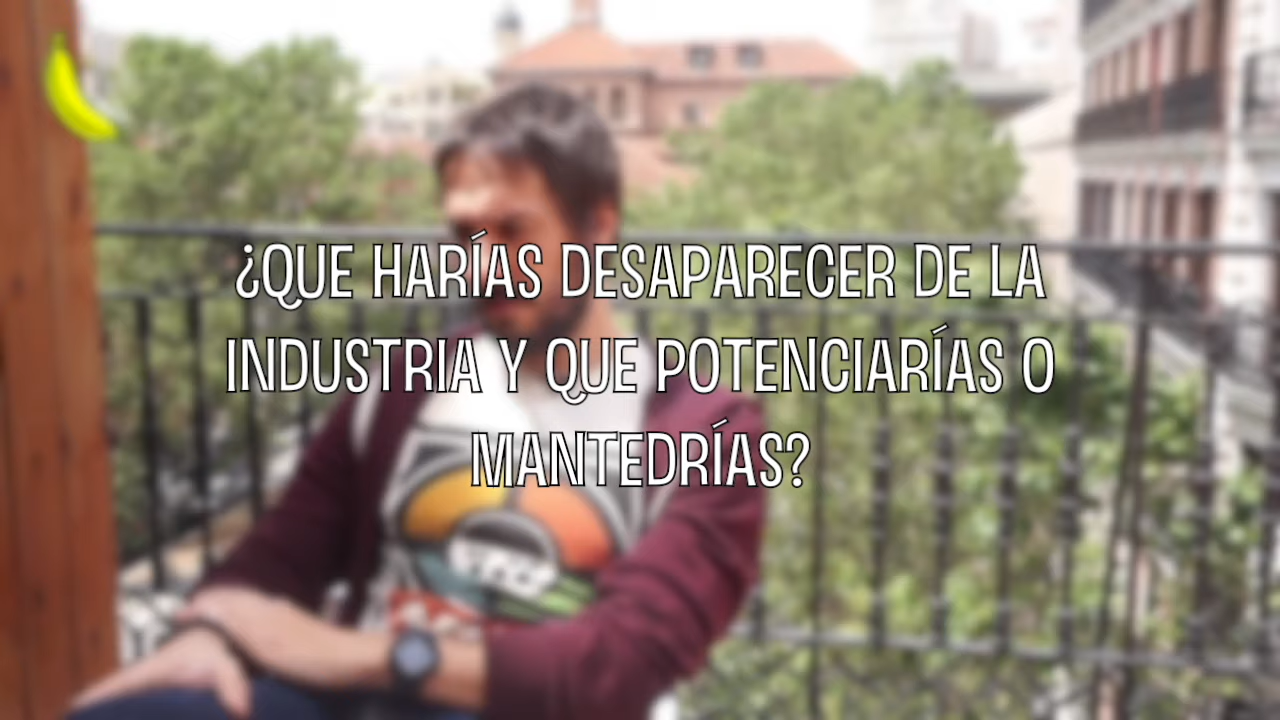 ¿QUE HARÍAS DESAPARECER DE LA
INDUSTRIA Y QUE POTENCIARÍAS O
MANTEDRÍAS?